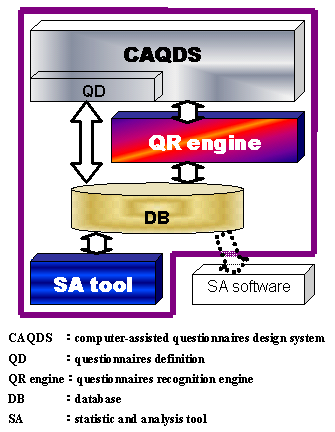 CAQDS
QD
QR engine
DB
SA tool
SA software
CAQDS : computer-assisted questionnaires design system
QD : questionnaires definition
QR engine : questionnaires recognition engine
DB : database
SA : statistic and analysis tool